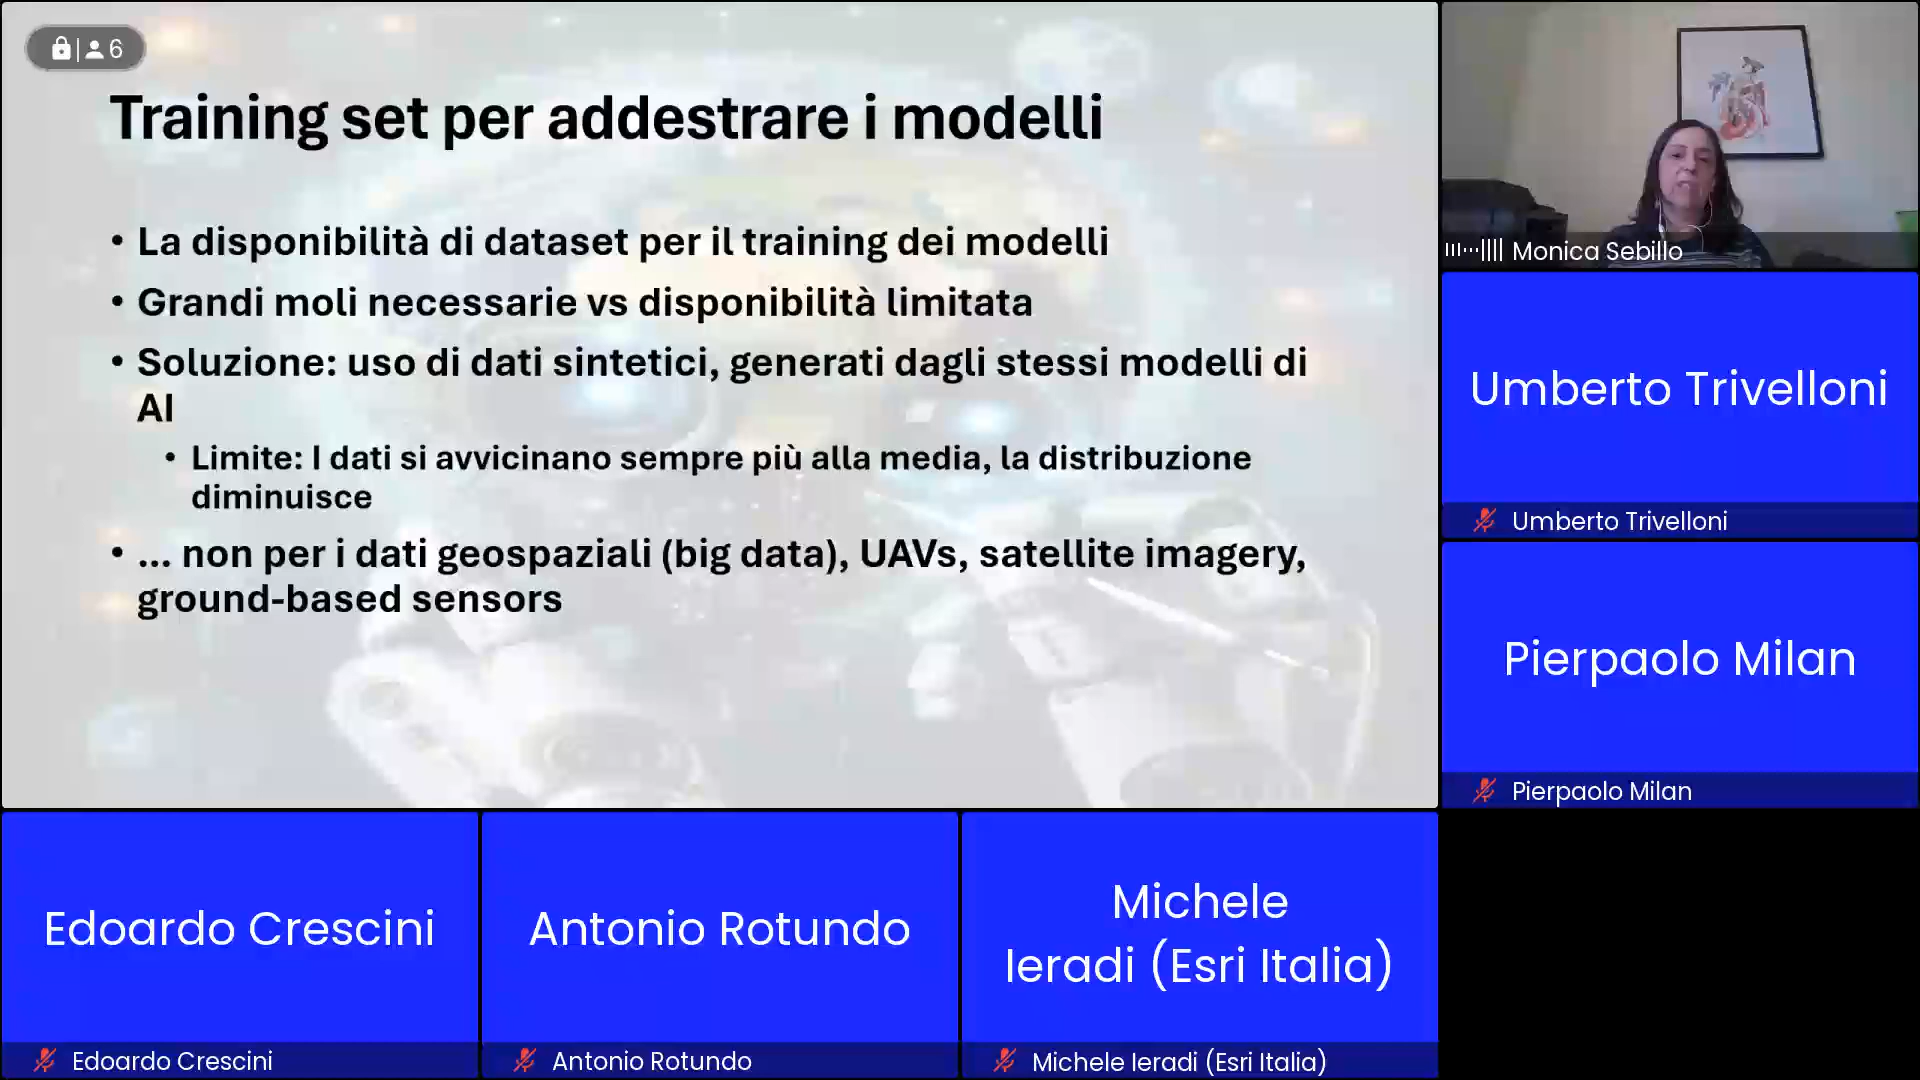 6
Training set per addestrare i modelli
• La disponibilità di dataset per il training dei modelli
• Grandi moli necessarie vs disponibilità limitata
• Soluzione: uso di dati sintetici, generati dagli stessi modelli di
AI
• Limite: I dati si avvicinano sempre più alla media, la distribuzione
diminuisce
• ... non per i dati geospaziali (big data), UAVs, satellite imagery,
ground-based sensors
Monica Sebillo
Umberto Trivelloni
Umberto Trivelloni
Pierpaolo Milan
Pierpaolo Milan
Edoardo Crescini
Edoardo Crescini
Antonio Rotundo
Antonio Rotundo
Michele
Ieradi (Esri Italia)
Michele Ieradi (Esri Italia)